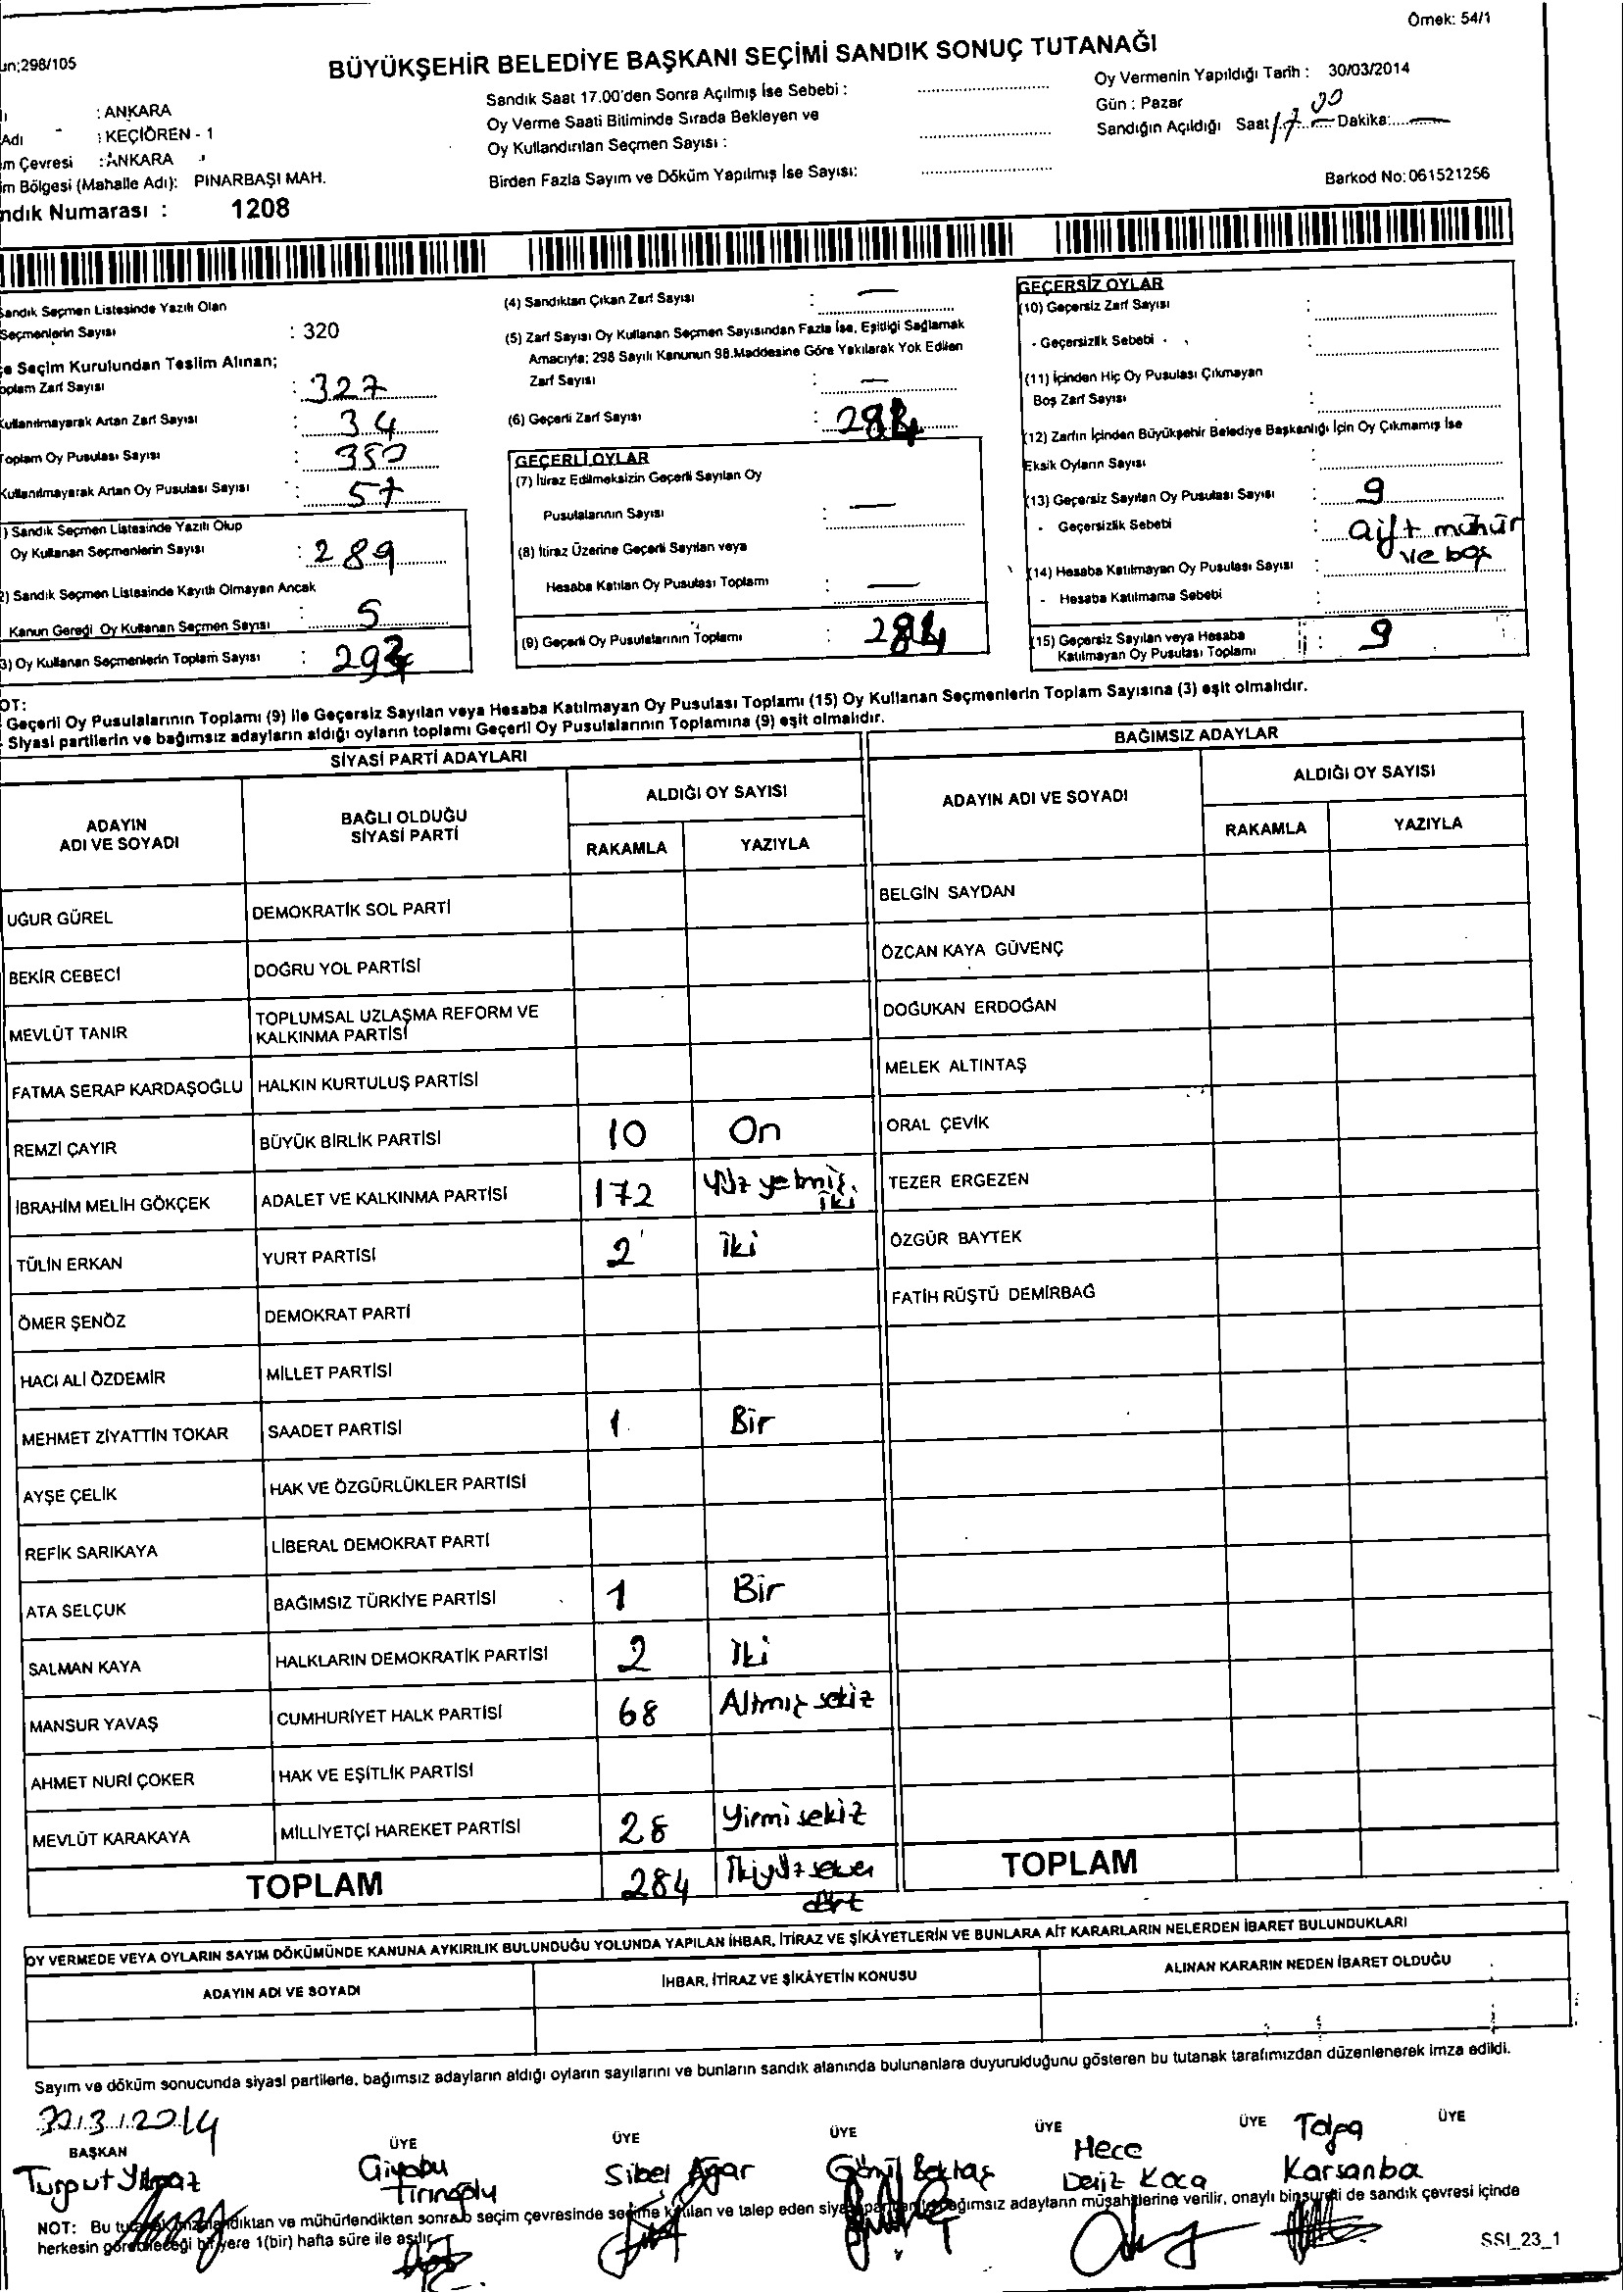 Örnek: 54/1
un:298/105
BÜYÜKŞEHİR BELEDİYE BAŞKANI SEÇİMİ SANDIK SONUÇ TUTANAĞI
: ANKARA
Adı : KEÇİÖREN - 1
m Çevresi : ANKARA
im Bölgesi (Mahalle Adı): PINARBAŞI MAH.
ndık Numarası : 1208
Sandık Saat 17.00'den Sonra Açılmış İse Sebebi :
Oy Verme Saati Bitiminde Sırada Bekleyen ve
Oy Kullandırılan Seçmen Sayısı :
Birden Fazla Sayım ve Döküm Yapılmış İse Sayısı:
Oy Vermenin Yapıldığı Tarih : 30/03/2014
Gün : Pazar
Sandığın Açıldığı Saat 17 00 Dakika:
Barkod No: 061521256
Sandık Seçmen Listesinde Yazılı Olan
Seçmenlerin Sayısı : 320
çe Seçim Kurulundan Teslim Alınan;
oplam Zarf Sayısı : 327
Kullanılmayarak Artan Zarf Sayısı : 34
Toplam Oy Pusulası Sayısı : 350
Kullanılmayarak Artan Oy Pusulası Sayısı : 57
) Sandık Seçmen Listesinde Yazılı Olup
Oy Kullanan Seçmenlerin Sayısı : 289
2) Sandık Seçmen Listesinde Kayıtlı Olmayan Ancak
Kanun Gereği Oy Kullanan Seçmen Sayısı : 5
3) Oy Kullanan Seçmenlerin Toplam Sayısı :
(4) Sandıktan Çıkan Zarf Sayısı : —
(5) Zarf Sayısı Oy Kullanan Seçmen Sayısından Fazla İse, Eşitliği Sağlamak
Amacıyla; 298 Sayılı Kanunun 98.Maddesine Göre Yakılarak Yok Edilen
Zarf Sayısı : —
(6) Geçerli Zarf Sayısı : 284
GEÇERLİ OYLAR
(7) İtiraz Edilmeksizin Geçerli Sayılan Oy
Pusulalarının Sayısı : —
(8) İtiraz Üzerine Geçerli Sayılan veya
Hesaba Katılan Oy Pusulası Toplamı : —
(9) Geçerli Oy Pusulalarının Toplamı : 284
GEÇERSİZ OYLAR
(10) Geçersiz Zarf Sayısı :
- Geçersizlik Sebebi :
(11) İçinden Hiç Oy Pusulası Çıkmayan
Boş Zarf Sayısı :
(12) Zarfın İçinden Büyükşehir Belediye Başkanlığı İçin Oy Çıkmamış İse
Eksik Oyların Sayısı :
(13) Geçersiz Sayılan Oy Pusulası Sayısı : 9
- Geçersizlik Sebebi : Çift mühür
ve boş
(14) Hesaba Katılmayan Oy Pusulası Sayısı :
- Hesaba Katılmama Sebebi :
(15) Geçersiz Sayılan veya Hesaba
Katılmayan Oy Pusulası Toplamı : 9
OT:
Geçerli Oy Pusulalarının Toplamı (9) ile Geçersiz Sayılan veya Hesaba Katılmayan Oy Pusulası Toplamı (15) Oy Kullanan Seçmenlerin Toplam Sayısına (3) eşit olmalıdır.
- Siyasi partilerin ve bağımsız adayların aldığı oyların toplamı Geçerli Oy Pusulalarının Toplamına (9) eşit olmalıdır.
SİYASİ PARTİ ADAYLARI
ADAYIN
ADI VE SOYADI
BAĞLI OLDUĞU
SİYASİ PARTİ
ALDIĞI OY SAYISI
RAKAMLA YAZIYLA
UĞUR GÜREL DEMOKRATİK SOL PARTİ
BEKİR CEBECİ DOĞRU YOL PARTİSİ
MEVLÜT TANIR TOPLUMSAL UZLAŞMA REFORM VE
KALKINMA PARTİSİ
FATMA SERAP KARDAŞOĞLU HALKIN KURTULUŞ PARTİSİ
REMZİ ÇAYIR BÜYÜK BİRLİK PARTİSİ 10 On
İBRAHİM MELİH GÖKÇEK ADALET VE KALKINMA PARTİSİ 172 Yüz yetmiş
iki
TÜLİN ERKAN YURT PARTİSİ 2 İki
ÖMER ŞENÖZ DEMOKRAT PARTİ
HACI ALİ ÖZDEMİR MİLLET PARTİSİ
MEHMET ZİYATTİN TOKAR SAADET PARTİSİ 1 Bir
AYŞE ÇELİK HAK VE ÖZGÜRLÜKLER PARTİSİ
REFİK SARIKAYA LİBERAL DEMOKRAT PARTİ
ATA SELÇUK BAĞIMSIZ TÜRKİYE PARTİSİ 1 Bir
SALMAN KAYA HALKLARIN DEMOKRATİK PARTİSİ 2 İki
MANSUR YAVAŞ CUMHURİYET HALK PARTİSİ 68 Altmış sekiz
AHMET NURİ ÇOKER HAK VE EŞİTLİK PARTİSİ
MEVLÜT KARAKAYA MİLLİYETÇİ HAREKET PARTİSİ 28 Yirmi sekiz
TOPLAM 284 İkiyüz seksen
dört
BAĞIMSIZ ADAYLAR
ADAYIN ADI VE SOYADI
ALDIĞI OY SAYISI
RAKAMLA YAZIYLA
BELGİN SAYDAN
ÖZCAN KAYA GÜVENÇ
DOĞUKAN ERDOĞAN
MELEK ALTINTAŞ
ORAL ÇEVİK
TEZER ERGEZEN
ÖZGÜR BAYTEK
FATİH RÜŞTÜ DEMİRBAĞ
TOPLAM
OY VERMEDE VEYA OYLARIN SAYIM DÖKÜMÜNDE KANUNA AYKIRILIK BULUNDUĞU YOLUNDA YAPILAN İHBAR, İTİRAZ VE ŞİKÂYETLERİN VE BUNLARA AİT KARARLARIN NELERDEN İBARET BULUNDUKLARI
ADAYIN ADI VE SOYADI İHBAR, İTİRAZ VE ŞİKÂYETİN KONUSU ALINAN KARARIN NEDEN İBARET OLDUĞU
Sayım ve döküm sonucunda siyasi partilerle, bağımsız adayların aldığı oyların sayılarını ve bunların sandık alanında bulunanlara duyurulduğunu gösteren bu tutanak tarafımızdan düzenlenerek imza edildi.
30.13.1.2014
BAŞKAN ÜYE ÜYE ÜYE ÜYE ÜYE ÜYE
Turgut Yılmaz
Sibel Ağar
Gönül Bektaş
Hece
Deniz Koca
Tolga
Karsanba
NOT: Bu tutanak imzalandıktan ve mühürlendikten sonra o seçim çevresinde seçime katılan ve talep eden siyasi parti ve bağımsız adayların müşahitlerine verilir, onaylı bir sureti de sandık çevresi içinde
herkesin görebileceği bir yere 1(bir) hafta süre ile asılır.
SSI_23_1